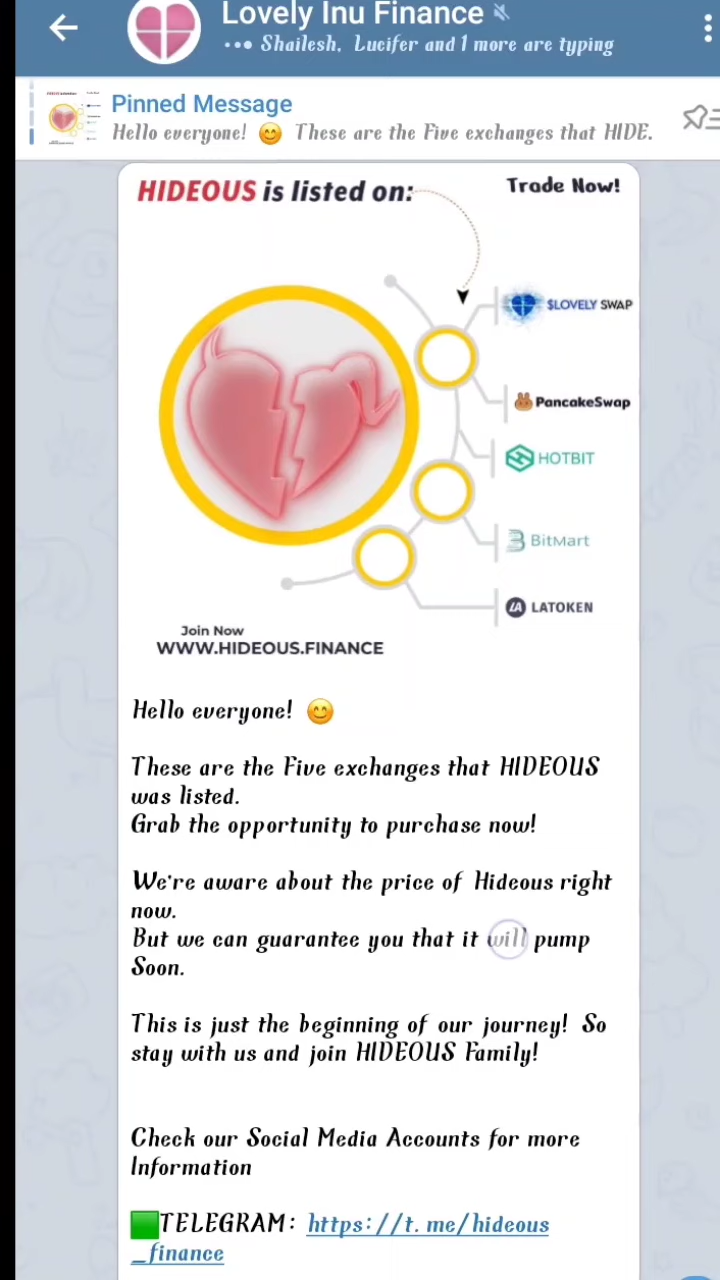 Lovely Inu Finance
Shailesh, Lucifer and 1 more are typing
Pinned Message
Hello everyone! 😊 These are the Five exchanges that HIDE.
HIDEOUS is listed on:
Trade Now!
$LOVELY SWAP
PancakeSwap
HOTBIT
BitMart
LATOKEN
Join Now
WWW.HIDEOUS.FINANCE
Hello everyone! 😊
These are the Five exchanges that HIDEOUS
was listed.
Grab the opportunity to purchase now!
We're aware about the price of Hideous right
now.
But we can guarantee you that it will pump
Soon.
This is just the beginning of our journey! So
stay with us and join HIDEOUS Family!
Check our Social Media Accounts for more
Information
🟩TELEGRAM: https://t.me/hideous
_finance